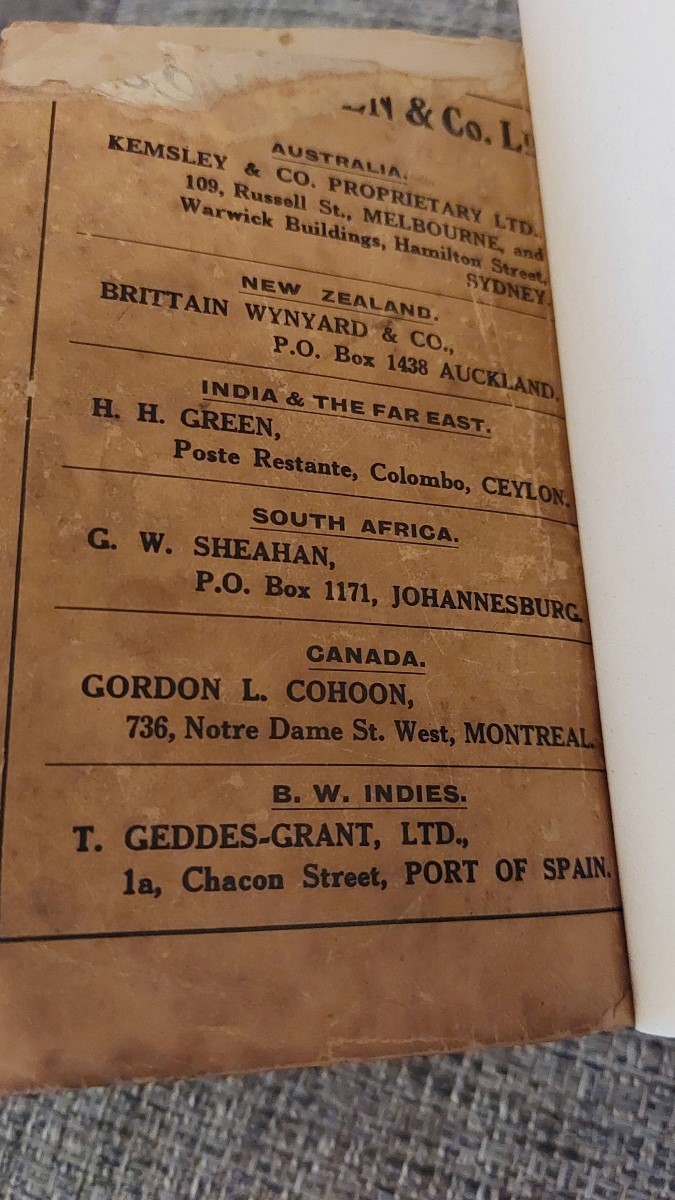 & Co.
AUSTRALIA.
KEMSLEY & CO. PROPRIETARY LTD.,
109, Russell St., MELBOURNE, and
Warwick Buildings, Hamilton Street,
SYDNEY.
NEW ZEALAND.
BRITTAIN WYNYARD & CO.,
P.O. Box 1438 AUCKLAND.
INDIA & THE FAR EAST.
H. H. GREEN,
Poste Restante, Colombo, CEYLON.
SOUTH AFRICA.
G. W. SHEAHAN,
P.O. Box 1171, JOHANNESBURG.
CANADA.
GORDON L. COHOON,
736, Notre Dame St. West, MONTREAL.
B. W. INDIES.
T. GEDDES-GRANT, LTD.,
1a, Chacon Street, PORT OF SPAIN.